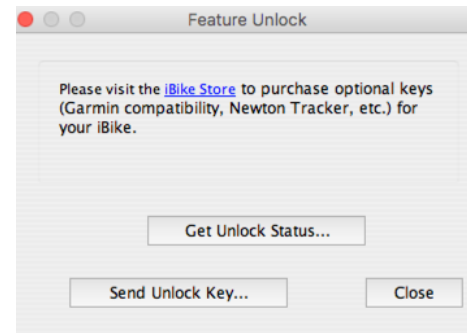 Feature Unlock
Please visit the iBike Store to purchase optional keys
(Garmin compatibility, Newton Tracker, etc.) for
your iBike.
Get Unlock Status...
Send Unlock Key...
Close